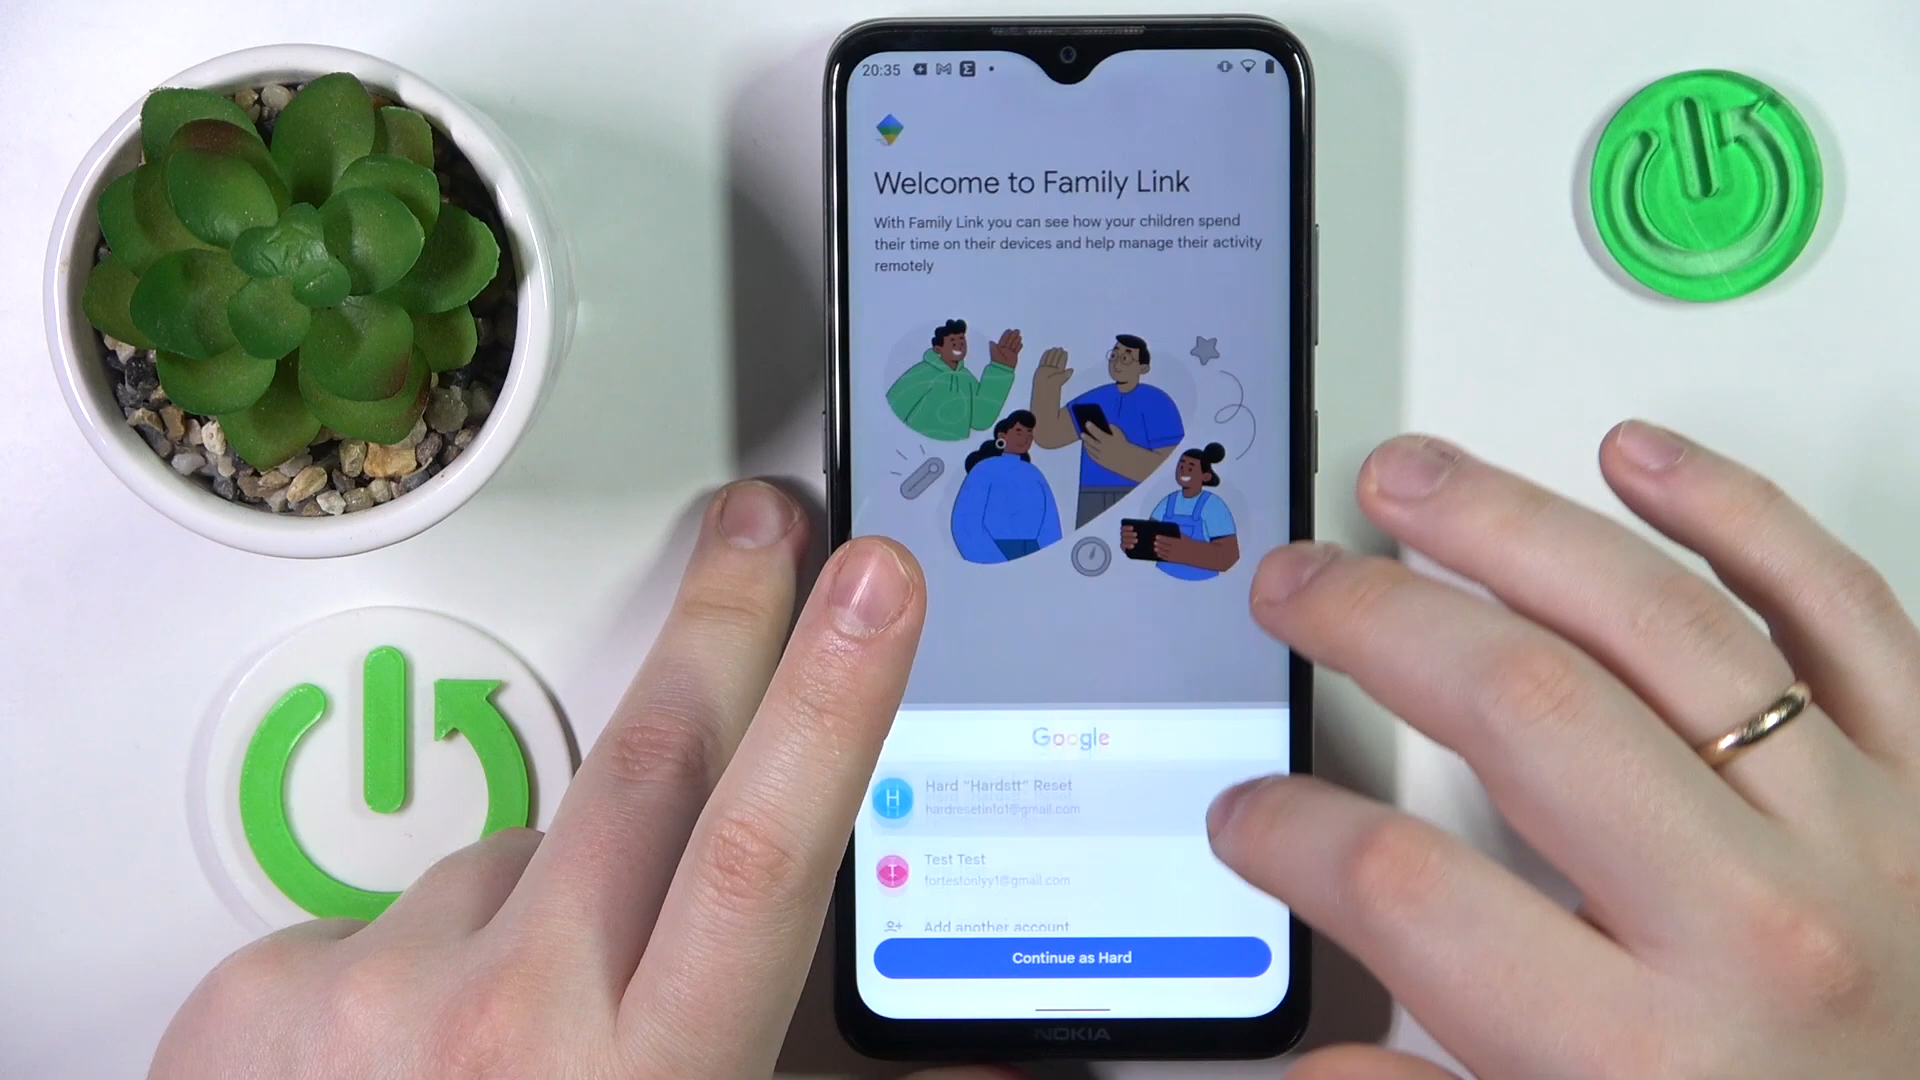 20:35
Welcome to Family Link
With Family Link you can see how your children spend
their time on their devices and help manage their activity
remotely
Google
H
Hard "Hardstt" Reset
hardresetinfo1@gmail.com
T
Test Test
fortestonlyy1@gmail.com
Add another account
Continue as Hard
NOKIA